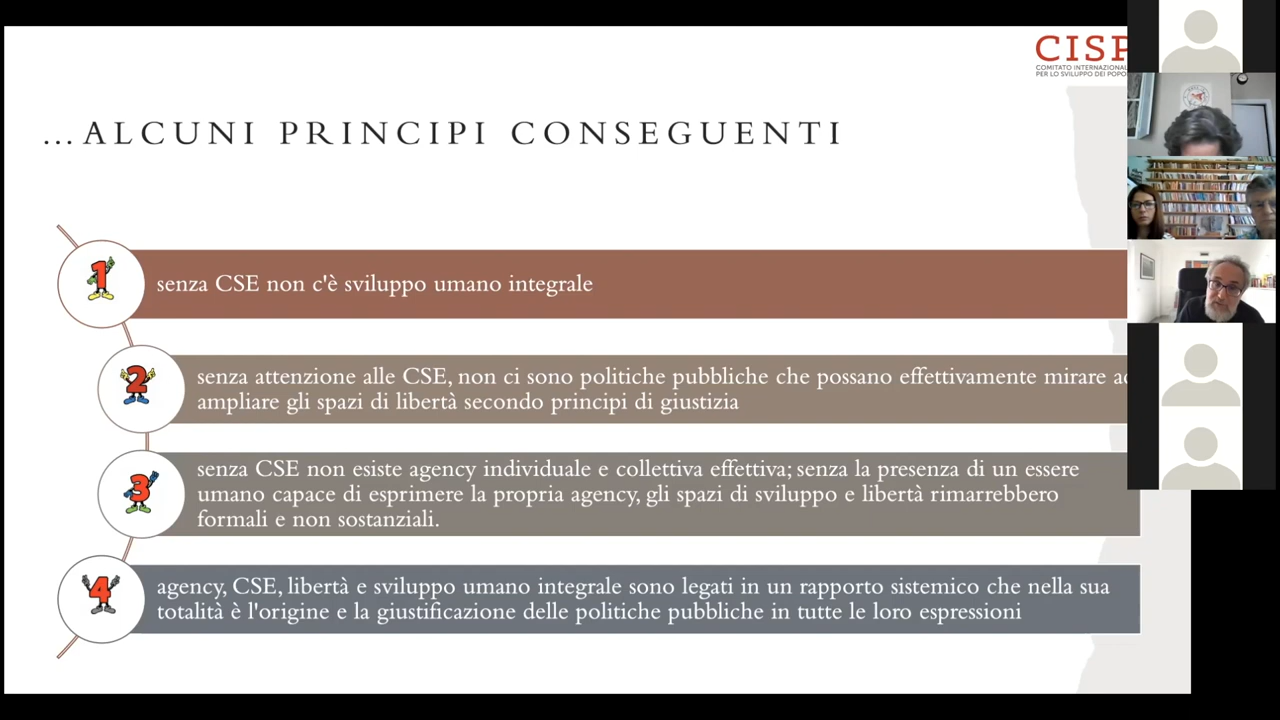 CISP
COMITATO INTERNAZIONAL
PER LO SVILUPPO DEI POPO
...ALCUNI PRINCIPI CONSEGUENTI
1
senza CSE non c'è sviluppo umano integrale
2
senza attenzione alle CSE, non ci sono politiche pubbliche che possano effettivamente mirare ad
ampliare gli spazi di libertà secondo principi di giustizia
3
senza CSE non esiste agency individuale e collettiva effettiva; senza la presenza di un essere
umano capace di esprimere la propria agency, gli spazi di sviluppo e libertà rimarrebbero
formali e non sostanziali.
4
agency, CSE, libertà e sviluppo umano integrale sono legati in un rapporto sistemico che nella sua
totalità è l'origine e la giustificazione delle politiche pubbliche in tutte le loro espressioni